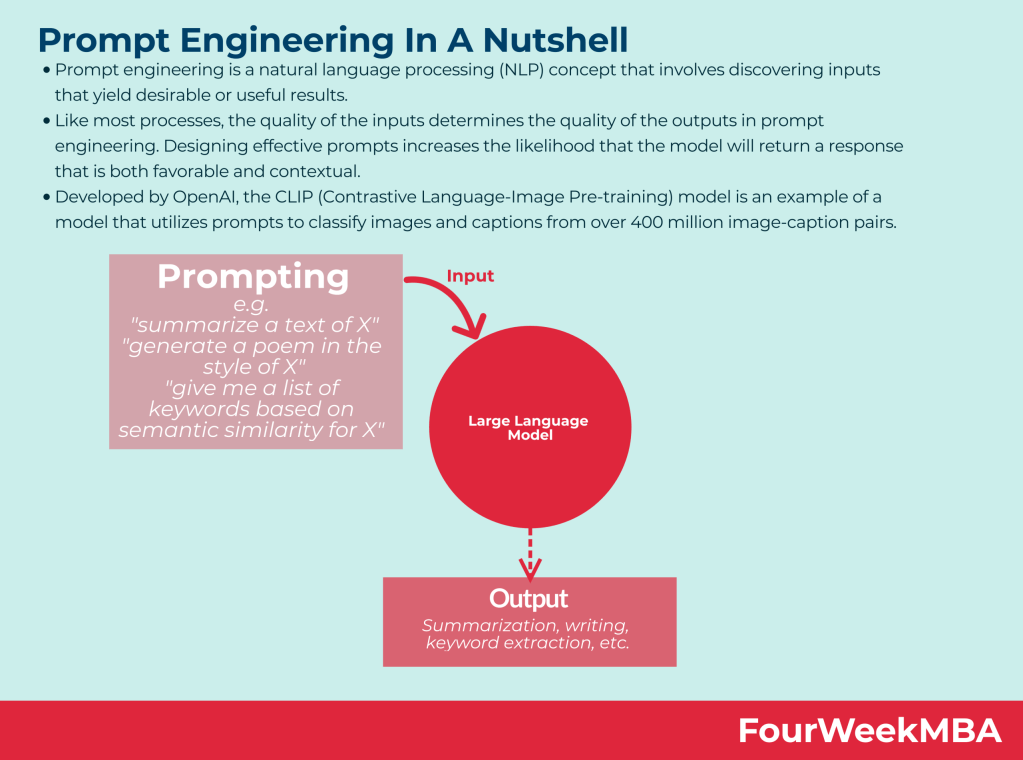 Prompt Engineering In A Nutshell
• Prompt engineering is a natural language processing (NLP) concept that involves discovering inputs
that yield desirable or useful results.
• Like most processes, the quality of the inputs determines the quality of the outputs in prompt
engineering. Designing effective prompts increases the likelihood that the model will return a response
that is both favorable and contextual.
• Developed by OpenAI, the CLIP (Contrastive Language-Image Pre-training) model is an example of a
model that utilizes prompts to classify images and captions from over 400 million image-caption pairs.
Prompting
e.g.
"summarize a text of X"
"generate a poem in the
style of X"
"give me a list of
keywords based on
semantic similarity for X"
Input
Large Language
Model
Output
Summarization, writing,
keyword extraction, etc.
FourWeekMBA